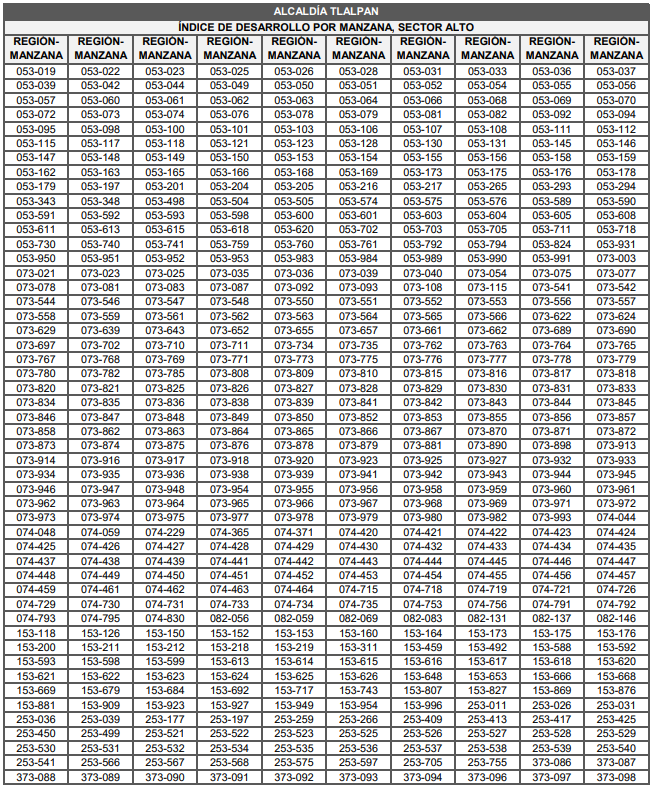 ALCALDÍA TLALPAN
ÍNDICE DE DESARROLLO POR MANZANA, SECTOR ALTO
REGIÓN-MANZANA REGIÓN-MANZANA REGIÓN-MANZANA REGIÓN-MANZANA REGIÓN-MANZANA REGIÓN-MANZANA REGIÓN-MANZANA REGIÓN-MANZANA REGIÓN-MANZANA REGIÓN-MANZANA
053-019 053-022 053-023 053-025 053-026 053-028 053-031 053-033 053-036 053-037
053-039 053-042 053-044 053-049 053-050 053-051 053-052 053-054 053-055 053-056
053-057 053-060 053-061 053-062 053-063 053-064 053-066 053-068 053-069 053-070
053-072 053-073 053-074 053-076 053-078 053-079 053-081 053-082 053-092 053-094
053-095 053-098 053-100 053-101 053-103 053-106 053-107 053-108 053-111 053-112
053-115 053-117 053-118 053-121 053-123 053-128 053-130 053-131 053-145 053-146
053-147 053-148 053-149 053-150 053-153 053-154 053-155 053-156 053-158 053-159
053-162 053-163 053-165 053-166 053-168 053-169 053-173 053-175 053-176 053-178
053-179 053-197 053-201 053-204 053-205 053-216 053-217 053-265 053-293 053-294
053-343 053-348 053-498 053-504 053-505 053-574 053-575 053-576 053-589 053-590
053-591 053-592 053-593 053-598 053-600 053-601 053-603 053-604 053-605 053-608
053-611 053-613 053-615 053-618 053-620 053-702 053-703 053-705 053-711 053-718
053-730 053-740 053-741 053-759 053-760 053-761 053-792 053-794 053-824 053-931
053-950 053-951 053-952 053-953 053-983 053-984 053-989 053-990 053-991 073-003
073-021 073-023 073-025 073-035 073-036 073-039 073-040 073-054 073-075 073-077
073-078 073-081 073-083 073-087 073-092 073-093 073-108 073-115 073-541 073-542
073-544 073-546 073-547 073-548 073-550 073-551 073-552 073-553 073-556 073-557
073-558 073-559 073-561 073-562 073-563 073-564 073-565 073-566 073-622 073-624
073-629 073-639 073-643 073-652 073-655 073-657 073-661 073-662 073-689 073-690
073-697 073-702 073-710 073-711 073-734 073-735 073-762 073-763 073-764 073-765
073-767 073-768 073-769 073-771 073-773 073-775 073-776 073-777 073-778 073-779
073-780 073-782 073-785 073-808 073-809 073-810 073-815 073-816 073-817 073-818
073-820 073-821 073-825 073-826 073-827 073-828 073-829 073-830 073-831 073-833
073-834 073-835 073-836 073-838 073-839 073-841 073-842 073-843 073-844 073-845
073-846 073-847 073-848 073-849 073-850 073-852 073-853 073-855 073-856 073-857
073-858 073-862 073-863 073-864 073-865 073-866 073-867 073-870 073-871 073-872
073-873 073-874 073-875 073-876 073-878 073-879 073-881 073-890 073-898 073-913
073-914 073-916 073-917 073-918 073-920 073-923 073-925 073-927 073-932 073-933
073-934 073-935 073-936 073-938 073-939 073-941 073-942 073-943 073-944 073-945
073-946 073-947 073-948 073-954 073-955 073-956 073-958 073-959 073-960 073-961
073-962 073-963 073-964 073-965 073-966 073-967 073-968 073-969 073-971 073-972
073-973 073-974 073-975 073-977 073-978 073-979 073-980 073-982 073-993 074-044
074-048 074-059 074-229 074-365 074-371 074-420 074-421 074-422 074-423 074-424
074-425 074-426 074-427 074-428 074-429 074-430 074-432 074-433 074-434 074-435
074-437 074-438 074-439 074-441 074-442 074-443 074-444 074-445 074-446 074-447
074-448 074-449 074-450 074-451 074-452 074-453 074-454 074-455 074-456 074-457
074-459 074-461 074-462 074-463 074-464 074-715 074-718 074-719 074-721 074-726
074-729 074-730 074-731 074-733 074-734 074-735 074-753 074-756 074-791 074-792
074-793 074-795 074-830 082-056 082-059 082-069 082-083 082-131 082-137 082-146
153-118 153-126 153-150 153-152 153-153 153-160 153-164 153-173 153-175 153-176
153-200 153-211 153-212 153-218 153-219 153-311 153-459 153-492 153-588 153-592
153-593 153-598 153-599 153-613 153-614 153-615 153-616 153-617 153-618 153-620
153-621 153-622 153-623 153-624 153-625 153-626 153-648 153-653 153-666 153-668
153-669 153-679 153-684 153-692 153-717 153-743 153-807 153-827 153-869 153-876
153-881 153-909 153-923 153-927 153-949 153-954 153-996 253-011 253-026 253-031
253-036 253-039 253-177 253-197 253-259 253-266 253-409 253-413 253-417 253-425
253-450 253-499 253-521 253-522 253-523 253-525 253-526 253-527 253-528 253-529
253-530 253-531 253-532 253-534 253-535 253-536 253-537 253-538 253-539 253-540
253-541 253-566 253-567 253-568 253-575 253-597 253-705 253-755 373-086 373-087
373-088 373-089 373-090 373-091 373-092 373-093 373-094 373-096 373-097 373-098